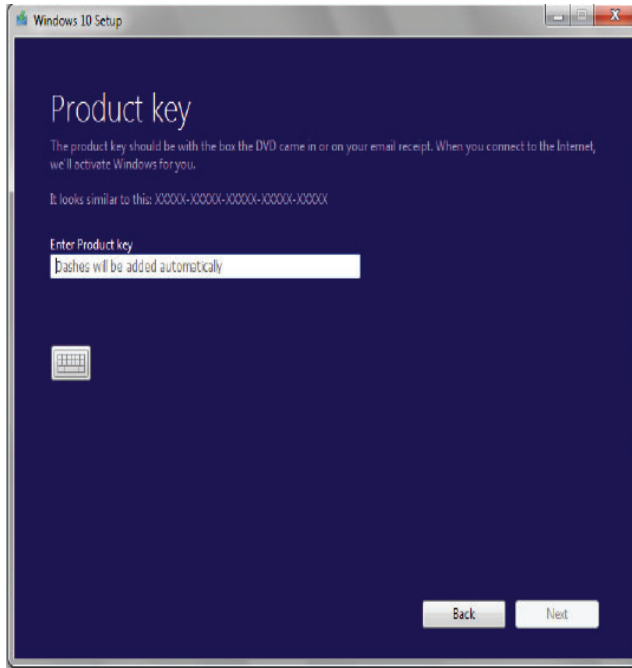 Windows 10 Setup
Product key
The product key should be with the box the DVD came in or on your email receipt. When you connect to the Internet,
we'll activate Windows for you.
It looks similar to this: XXXXX-XXXXX-XXXXX-XXXXX-XXXXX
Enter Product key
Dashes will be added automatically
Back Next